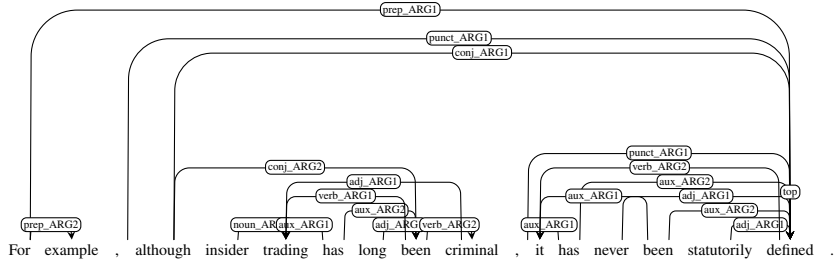 prep_ARG1
punct_ARG1
conj_ARG1
punct_ARG1
conj_ARG2 verb_ARG2
adj_ARG1 aux_ARG2
verb_ARG1 aux_ARG1 adj_ARG1 top
aux_ARG2 aux_ARG2
prep_ARG2 noun_AR aux_ARG1 adj_ARG verb_ARG2 aux_ARG1 adj_ARG1
For example , although insider trading has long been criminal , it has never been statutorily defined .